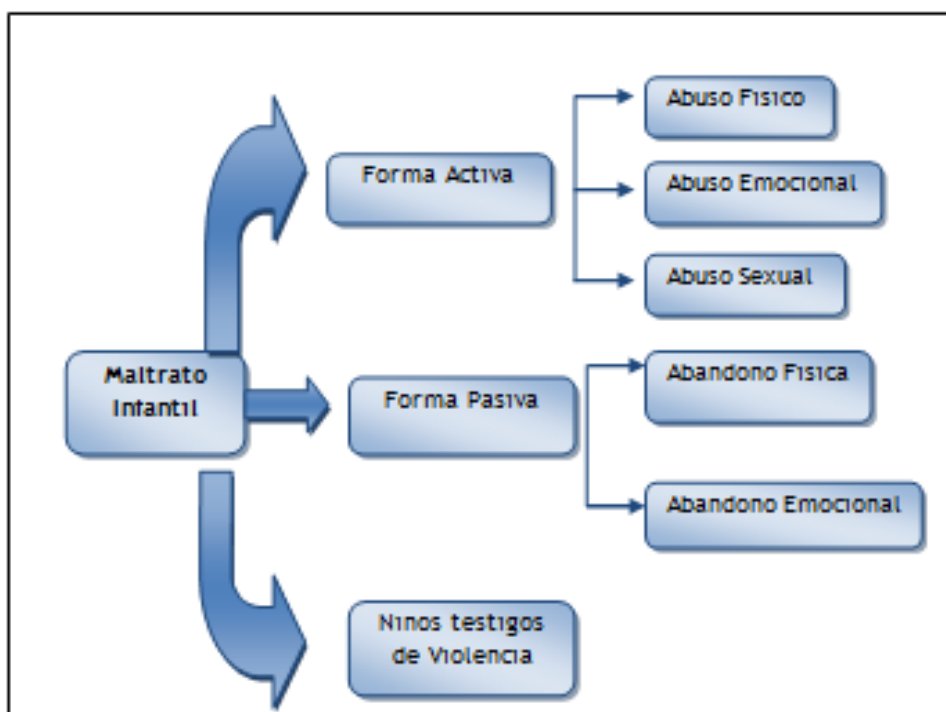 Abuso Fisico
Forma Activa
Abuso Emocional
Abuso Sexual
Maltrato
Infantil
Forma Pasiva
Abandono Fisica
Abandono Emocional
Ninos testigos
de Violencia